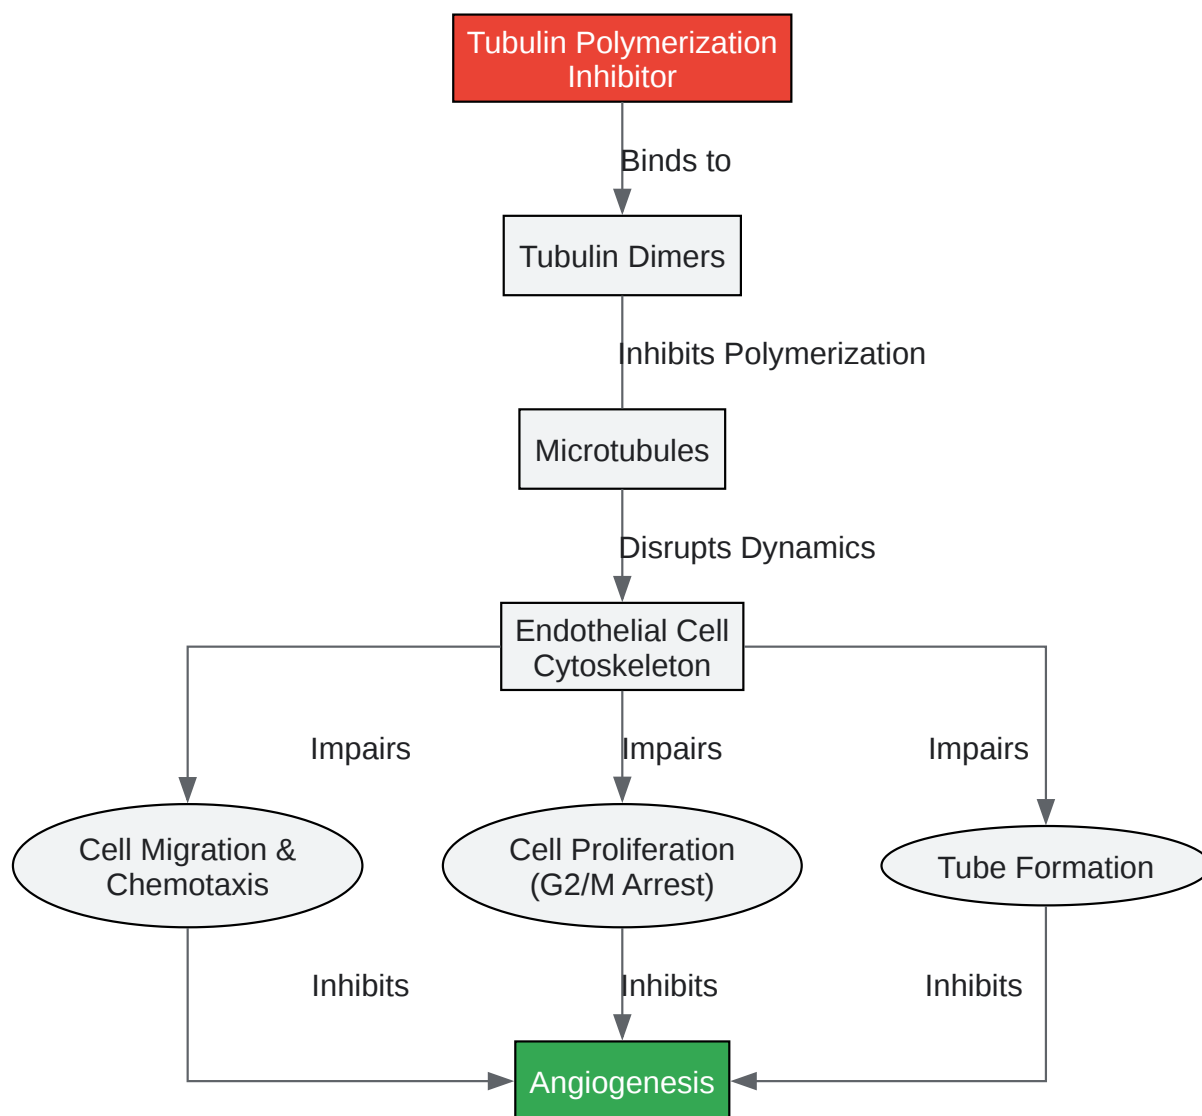 Tubulin Polymerization
Inhibitor
Binds to
Tubulin Dimers
Inhibits Polymerization
Microtubules
Disrupts Dynamics
Endothelial Cell
Cytoskeleton
Impairs
Impairs
Impairs
Cell Migration &
Chemotaxis
Cell Proliferation
(G2/M Arrest)
Tube Formation
Inhibits
Inhibits
Inhibits
Angiogenesis